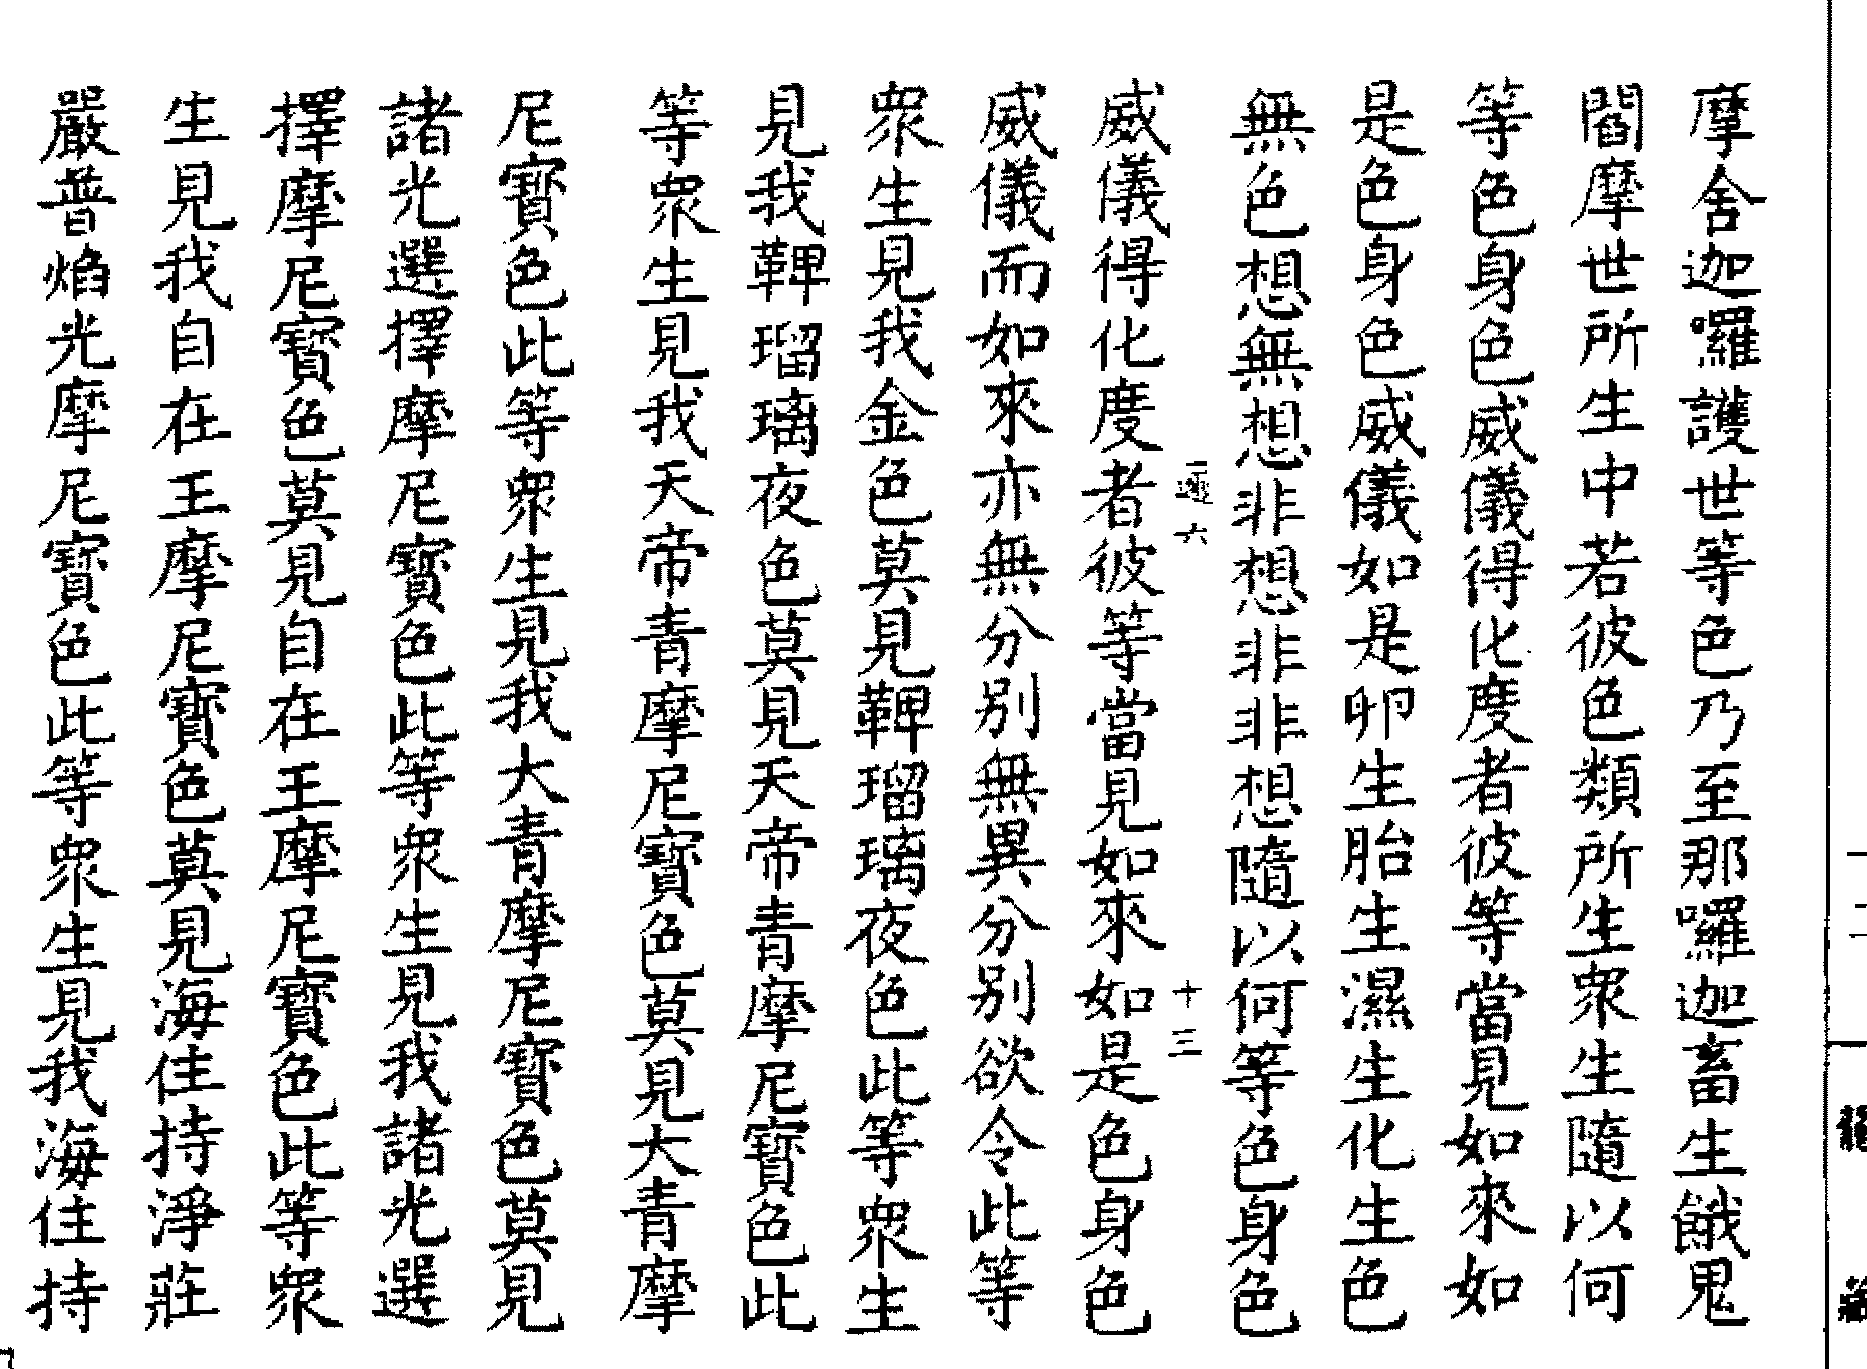 摩舍迦囉護世等色乃至那囉迦畜生餓鬼
閻摩世所生中若彼色類所生衆生隨以何
等色身色威儀得化度者彼等當見如來如
是色身色威儀如是卵生胎生濕生化生色
無色想無想非想非非想隨以何等色身色
威儀得化度者彼等當見如來如是色身色
威儀而如來亦無分別無異分別欲令此等
衆生見我金色莫見鞞瑠璃夜色此等衆生
見我鞞瑠璃夜色莫見天帝青摩尼寶色此
等衆生見我天帝青摩尼寶色莫見大青摩
尼寶色此等衆生見我大青摩尼寶色莫見
諸光選擇摩尼寶色此等衆生見我諸光選
擇摩尼寶色莫見自在王摩尼寶色此等衆
生見我自在王摩尼寶色莫見海住持淨莊
嚴普焰光摩尼寶色此等衆生見我海住持
六 十三